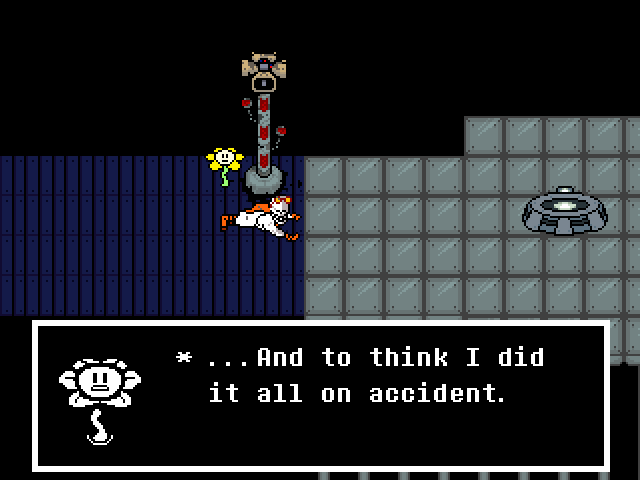 * ...And to think I did
it all on accident.